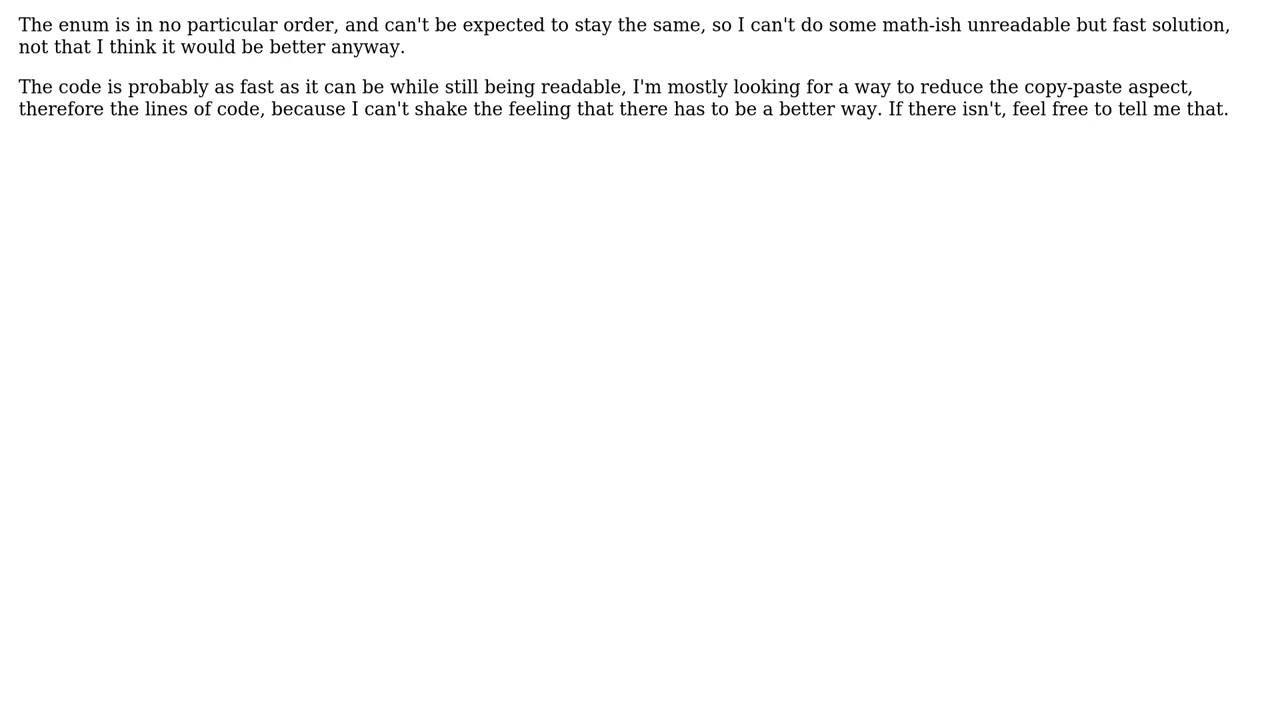 The enum is in no particular order, and can't be expected to stay the same, so I can't do some math-ish unreadable but fast solution,
not that I think it would be better anyway.
The code is probably as fast as it can be while still being readable, I'm mostly looking for a way to reduce the copy-paste aspect,
therefore the lines of code, because I can't shake the feeling that there has to be a better way. If there isn't, feel free to tell me that.